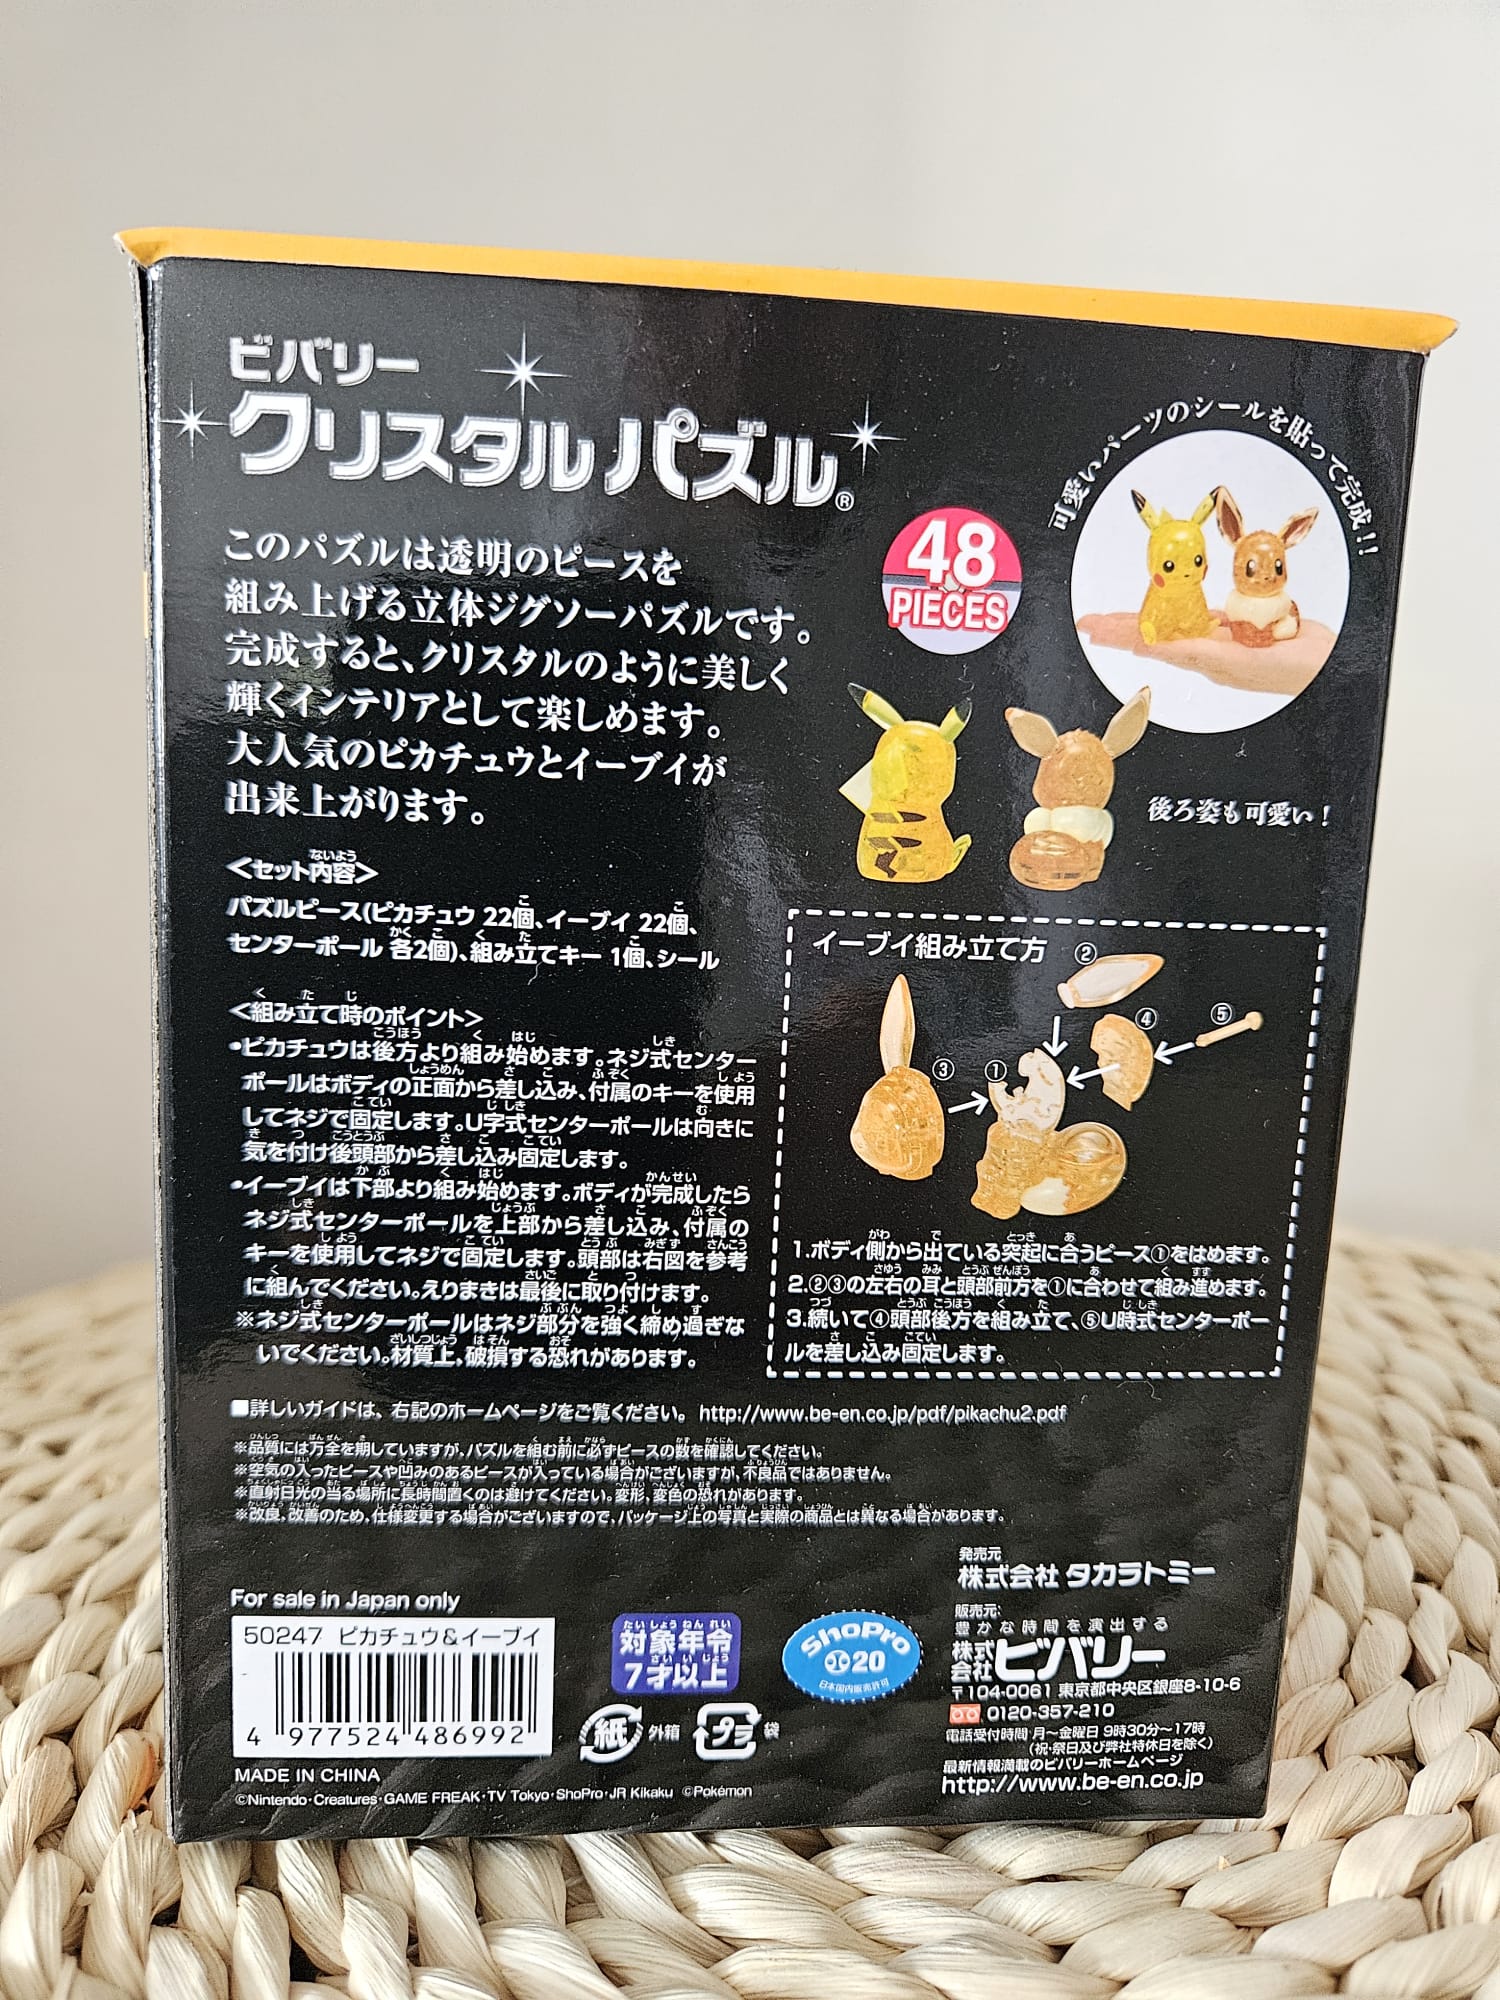 ビバリー
クリスタルパズル®
このパズルは透明のピースを
組み上げる立体ジグソーパズルです。
完成すると、クリスタルのように美しく
輝くインテリアとして楽しめます。
大人気のピカチュウとイーブイが
出来上がります。
48
PIECES
可愛いパーツのシールを貼って完成!!
後ろ姿も可愛い!
<セット内容>
パズルピース(ピカチュウ 22個、イーブイ 22個、
センターポール 各2個)、組み立てキー 1個、シール
<組み立て時のポイント>
•ピカチュウは後方より組み始めます。ネジ式センター
ポールはボディの正面から差し込み、付属のキーを使用
してネジで固定します。U字式センターポールは向きに
気を付け後頭部から差し込み固定します。
•イーブイは下部より組み始めます。ボディが完成したら
ネジ式センターポールを上部から差し込み、付属の
キーを使用してネジで固定します。頭部は右図を参考
に組んでください。えりまきは最後に取り付けます。
※ネジ式センターポールはネジ部分を強く締め過ぎな
いでください。材質上、破損する恐れがあります。
イーブイ組み立て方
②
④
⑤
③
①
1.ボディ側から出ている突起に合うピース①をはめます。
2.②③の左右の耳と頭部前方を①に合わせて組み進めます。
3.続いて④頭部後方を組み立て、⑤U時式センターポー
ルを差し込み固定します。
■詳しいガイドは、右記のホームページをご覧ください。 http://www.be-en.co.jp/pdf/pikachu2.pdf
※品質には万全を期していますが、パズルを組む前に必ずピースの数を確認してください。
※空気の入ったピースや凹みのあるピースが入っている場合がございますが、不良品ではありません。
※直射日光の当る場所に長時間置くのは避けてください。変形、変色の恐れがあります。
※改良、改善のため、仕様変更する場合がございますので、パッケージ上の写真と実際の商品とは異なる場合があります。
For sale in Japan only
50247 ピカチュウ&イーブイ
4 977524 486992
MADE IN CHINA
©Nintendo・Creatures・GAME FREAK・TV Tokyo・ShoPro・JR Kikaku ©Pokémon
対象年令
7才以上
紙 外箱
プラ 袋
ShoPro
20
日本国内販売許可
発売元
株式会社 タカラトミー
販売元:
豊かな時間を演出する
株式会社ビバリー
〒104-0061 東京都中央区銀座8-10-6
0120-357-210
電話受付時間 月〜金曜日 9時30分〜17時
(祝・祭日及び弊社特休日を除く)
最新情報満載のビバリーホームページ
http://www.be-en.co.jp